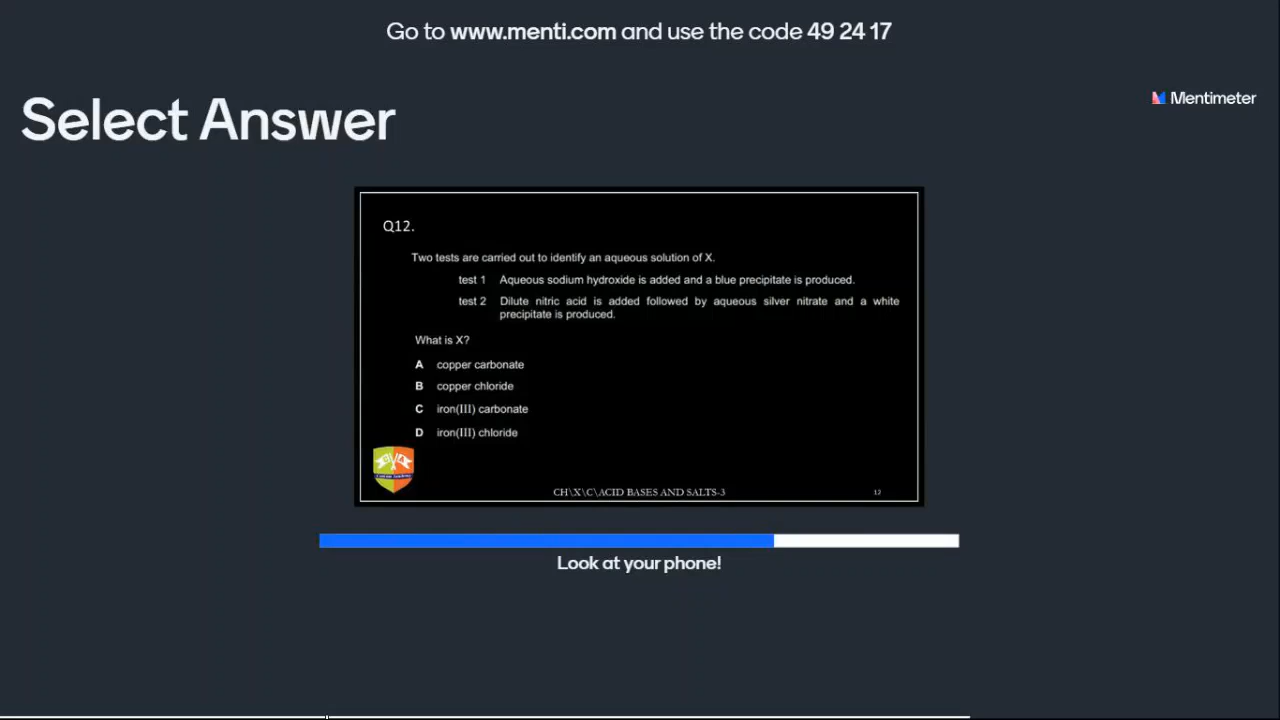 Go to www.menti.com and use the code 49 24 17
Mentimeter
Select Answer
Q12.
Two tests are carried out to identify an aqueous solution of X.
test 1 Aqueous sodium hydroxide is added and a blue precipitate is produced.
test 2 Dilute nitric acid is added followed by aqueous silver nitrate and a white
precipitate is produced.
What is X?
A copper carbonate
B copper chloride
C iron(III) carbonate
D iron(III) chloride
CH\X\C\ACID BASES AND SALTS-3
12
Look at your phone!